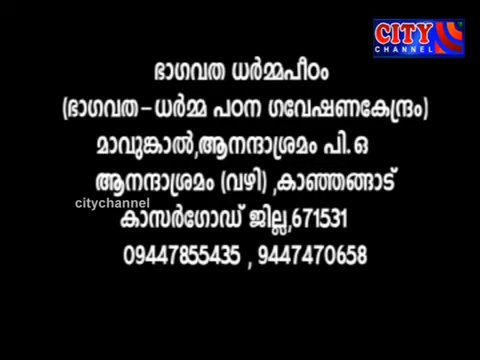 CITY
CHANNEL
ഭാഗവത ധർമ്മപീഠം
(ഭാഗവത-ധർമ്മ പഠന ഗവേഷണകേന്ദ്രം)
മാവുങ്കാൽ,ആനന്ദാശ്രമം പി.ഒ
ആനന്ദാശ്രമം (വഴി) ,കാഞ്ഞങ്ങാട്
citychannel
കാസർഗോഡ് ജില്ല,671531
09447855435 , 9447470658